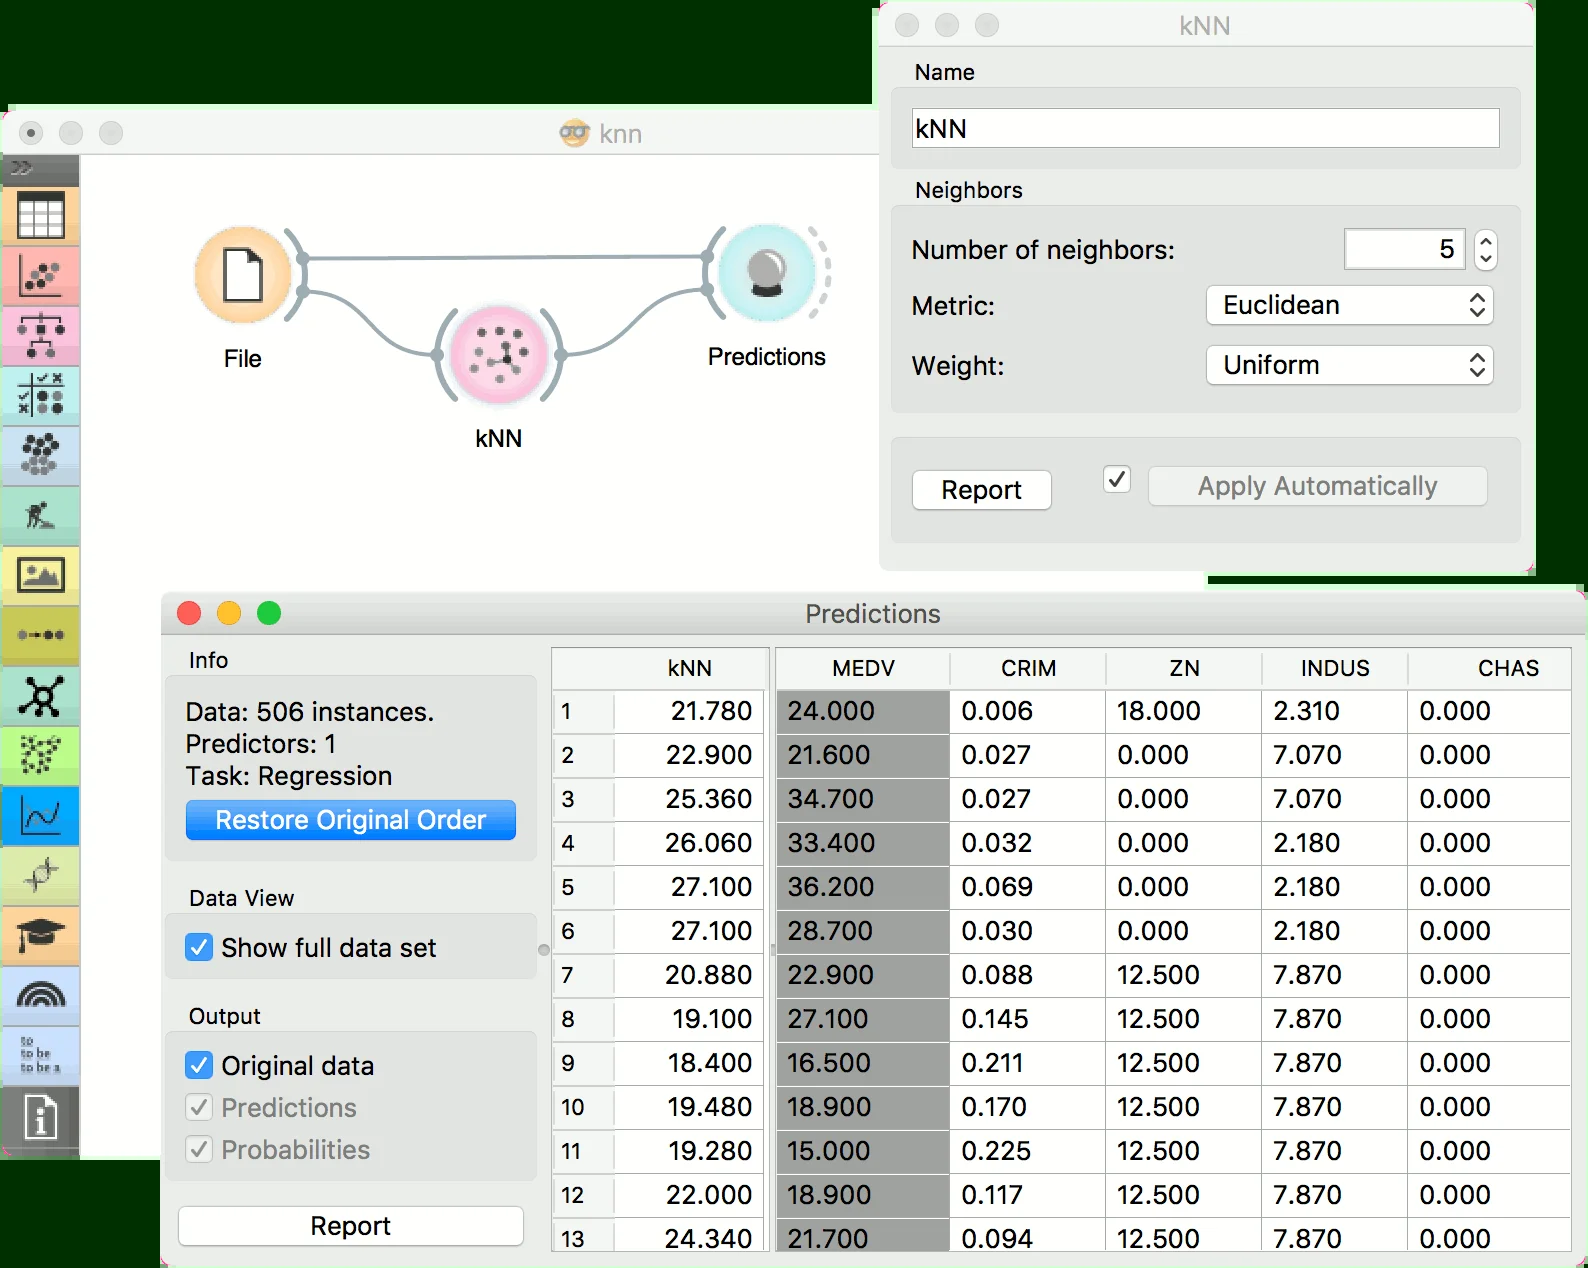 kNN
Name
kNN
Neighbors
Number of neighbors: 5
Metric: Euclidean
Weight: Uniform
Report Apply Automatically
knn
File
kNN
Predictions
to
to be
to be a
Predictions
Info
Data: 506 instances.
Predictors: 1
Task: Regression
Restore Original Order
Data View
Show full data set
Output
Original data
Predictions
Probabilities
Report
kNN MEDV CRIM ZN INDUS CHAS
1 21.780 24.000 0.006 18.000 2.310 0.000
2 22.900 21.600 0.027 0.000 7.070 0.000
3 25.360 34.700 0.027 0.000 7.070 0.000
4 26.060 33.400 0.032 0.000 2.180 0.000
5 27.100 36.200 0.069 0.000 2.180 0.000
6 27.100 28.700 0.030 0.000 2.180 0.000
7 20.880 22.900 0.088 12.500 7.870 0.000
8 19.100 27.100 0.145 12.500 7.870 0.000
9 18.400 16.500 0.211 12.500 7.870 0.000
10 19.480 18.900 0.170 12.500 7.870 0.000
11 19.280 15.000 0.225 12.500 7.870 0.000
12 22.000 18.900 0.117 12.500 7.870 0.000
13 24.340 21.700 0.094 12.500 7.870 0.000